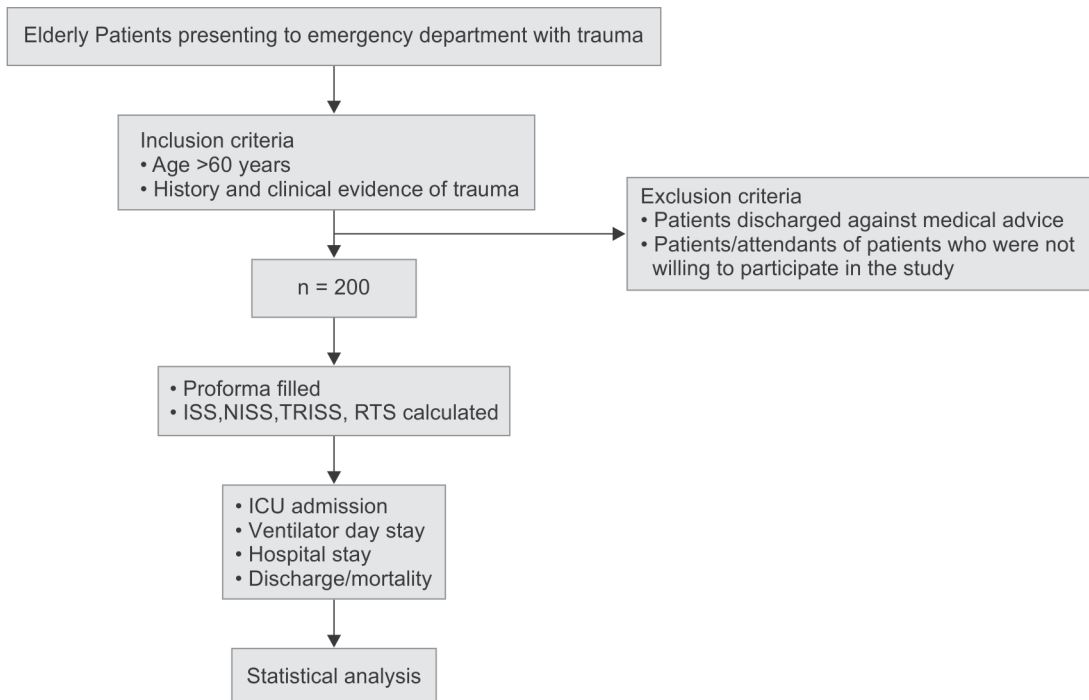 Elderly Patients presenting to emergency department with trauma
Inclusion criteria
• Age >60 years
• History and clinical evidence of trauma
Exclusion criteria
• Patients discharged against medical advice
• Patients/attendants of patients who were not
willing to participate in the study
n = 200
• Proforma filled
• ISS,NISS,TRISS, RTS calculated
• ICU admission
• Ventilator day stay
• Hospital stay
• Discharge/mortality
Statistical analysis